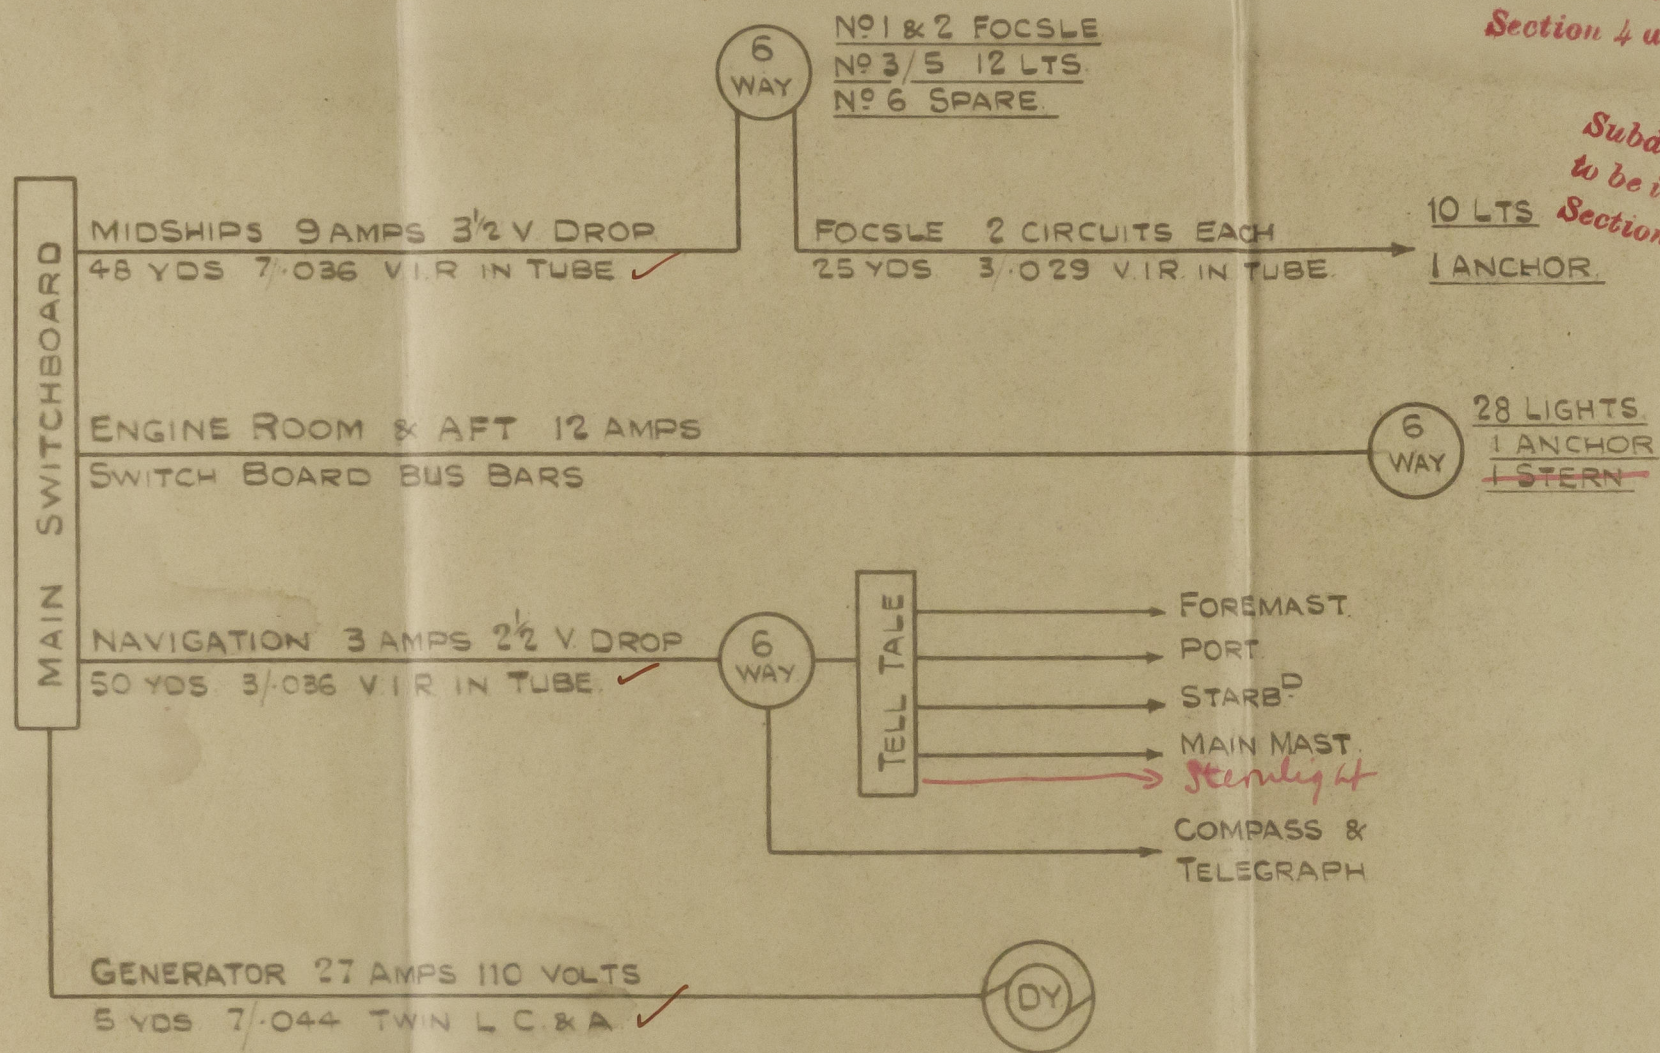 6
WAY
Nº 1 & 2 FOCSLE
Nº 3/5 12 LTS.
Nº 6 SPARE.
Section 4
to be
Section
MAIN SWITCHBOARD
MIDSHIPS 9 AMPS 3½ V DROP
48 YDS 7/.036 V.I.R IN TUBE
FOCSLE 2 CIRCUITS EACH
25 YDS 3/.029 V.I.R. IN TUBE.
10 LTS
1 ANCHOR.
ENGINE ROOM & AFT 12 AMPS
SWITCH BOARD BUS BARS
6
WAY
28 LIGHTS.
1 ANCHOR
1 STERN
NAVIGATION 3 AMPS 2½ V. DROP
50 YDS 3/.036 V I R IN TUBE.
6
WAY
TELL TALE
FOREMAST.
PORT.
STARBD.
MAIN MAST.
Sternlight
COMPASS &
TELEGRAPH
GENERATOR 27 AMPS 110 VOLTS
5 YDS 7/.044 TWIN L C. & A.
DY